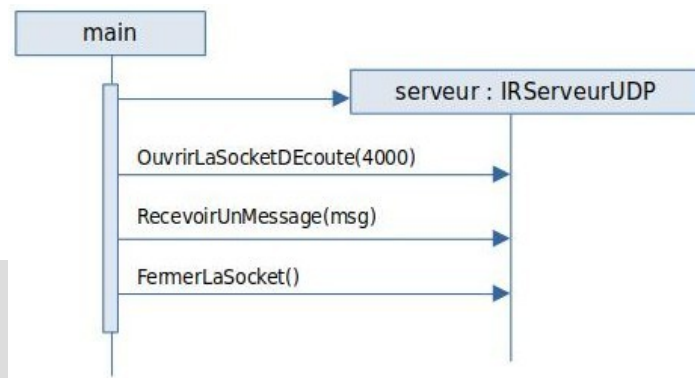 main
serveur : IRServeurUDP
OuvrirLaSocketDEcoute(4000)
RecevoirUnMessage(msg)
FermerLaSocket()